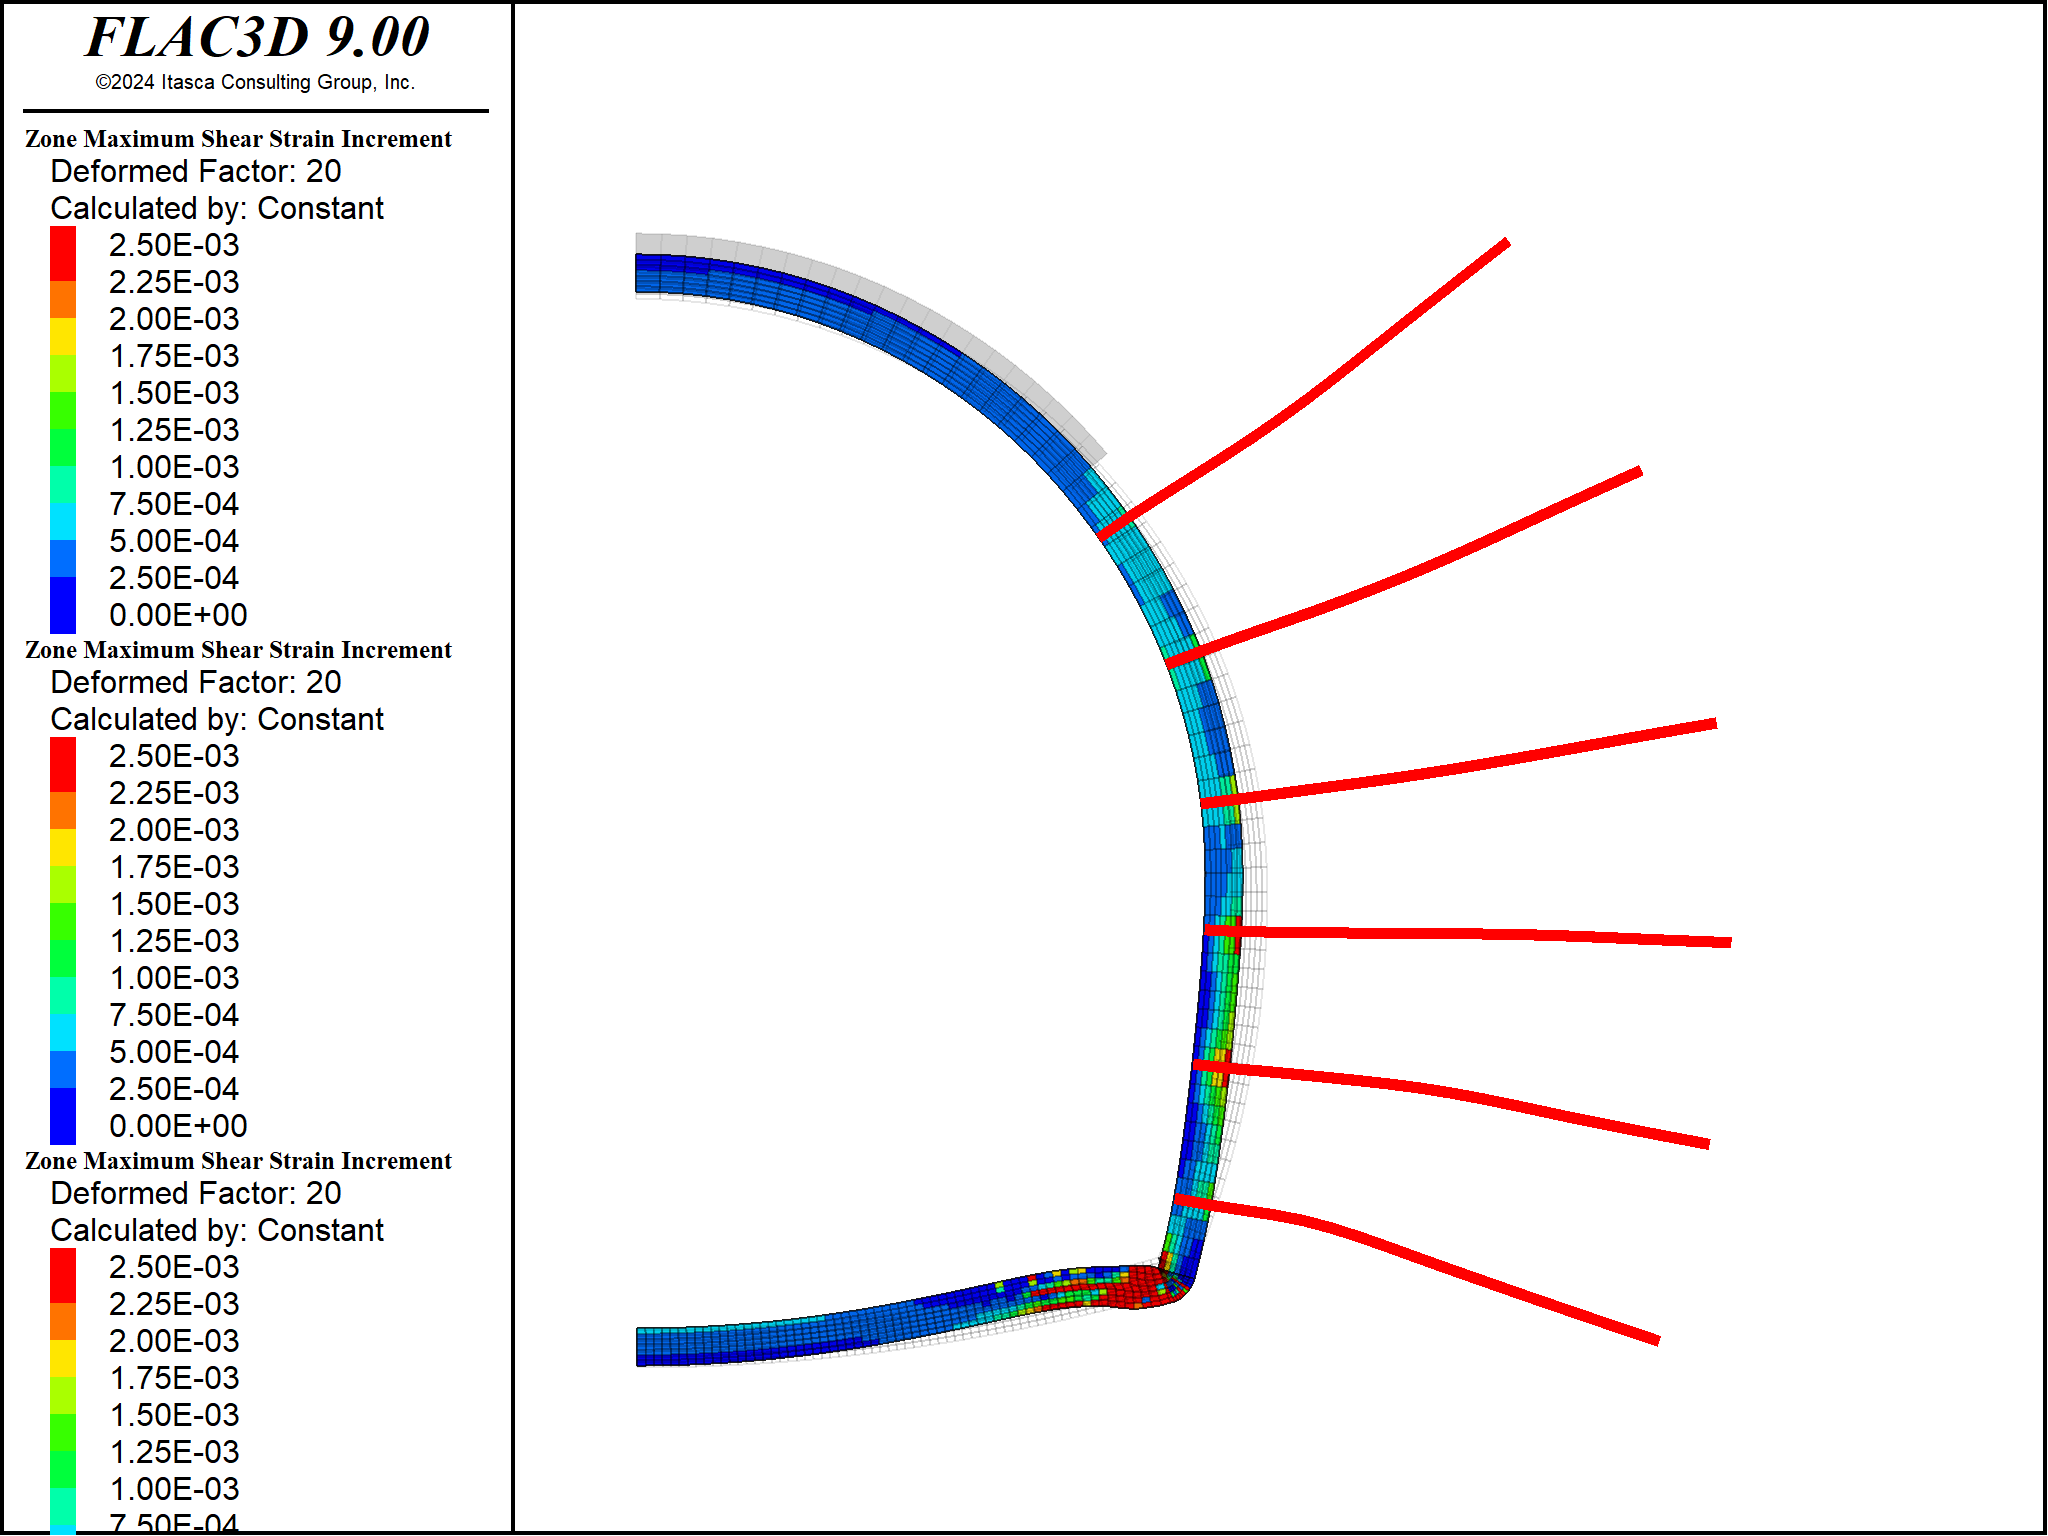 FLAC3D 9.00
©2024 Itasca Consulting Group, Inc.
Zone Maximum Shear Strain Increment
Deformed Factor: 20
Calculated by: Constant
2.50E-03
2.25E-03
2.00E-03
1.75E-03
1.50E-03
1.25E-03
1.00E-03
7.50E-04
5.00E-04
2.50E-04
0.00E+00
Zone Maximum Shear Strain Increment
Deformed Factor: 20
Calculated by: Constant
2.50E-03
2.25E-03
2.00E-03
1.75E-03
1.50E-03
1.25E-03
1.00E-03
7.50E-04
5.00E-04
2.50E-04
0.00E+00
Zone Maximum Shear Strain Increment
Deformed Factor: 20
Calculated by: Constant
2.50E-03
2.25E-03
2.00E-03
1.75E-03
1.50E-03
1.25E-03
1.00E-03
7.50E-04